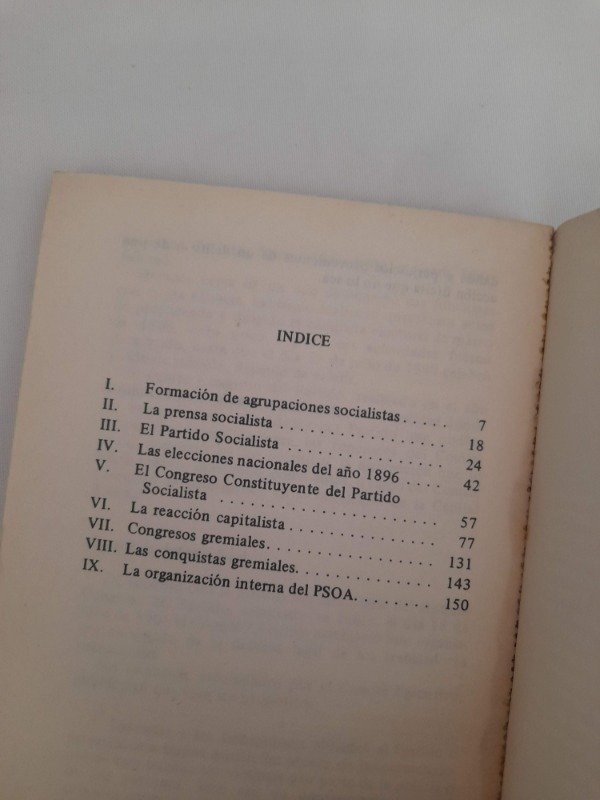 INDICE
I. Formación de agrupaciones socialistas . . . . . 7
II. La prensa socialista . . . . . . . . . . . . . . . . . . 18
III. El Partido Socialista . . . . . . . . . . . . . . . . . 24
IV. Las elecciones nacionales del año 1896 . . . . 42
V. El Congreso Constituyente del Partido
Socialista . . . . . . . . . . . . . . . . . . . . . . . 57
VI. La reacción capitalista . . . . . . . . . . . . . . . . 77
VII. Congresos gremiales. . . . . . . . . . . . . . . . . 131
VIII. Las conquistas gremiales. . . . . . . . . . . . . . 143
IX. La organización interna del PSOA. . . . . . . . 150